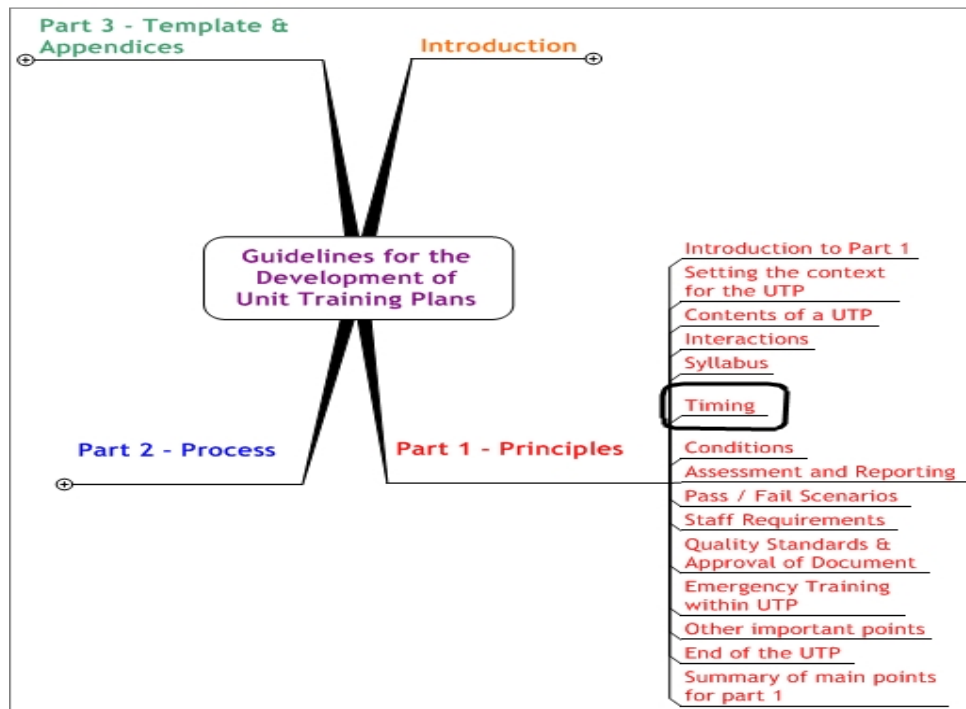 Part 3 - Template &
Appendices
Introduction
Guidelines for the
Development of
Unit Training Plans
Part 2 - Process
Part 1 - Principles
Introduction to Part 1
Setting the context
for the UTP
Contents of a UTP
Interactions
Syllabus
Timing
Conditions
Assessment and Reporting
Pass / Fail Scenarios
Staff Requirements
Quality Standards &
Approval of Document
Emergency Training
within UTP
Other important points
End of the UTP
Summary of main points
for part 1